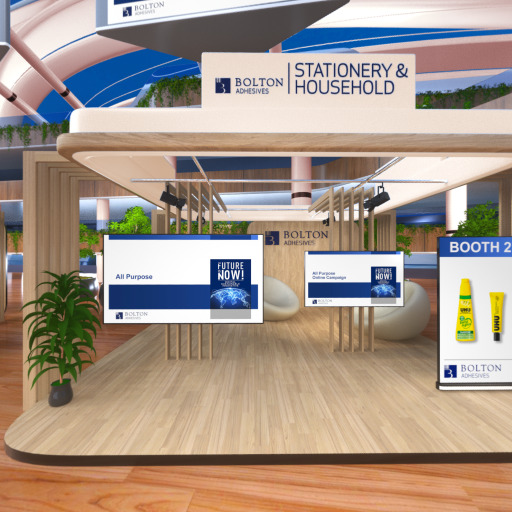 BOLTON
ADHESIVES
BOLTON
ADHESIVES
STATIONERY &
HOUSEHOLD
BOLTON
ADHESIVES
All Purpose
FUTURE
NOW!
BOLTON
ADHESIVES
All Purpose
Online Campaign
FUTURE
NOW!
BOLTON
BOOTH 2
UHU
UHU
BOLTON
ADHESIVES